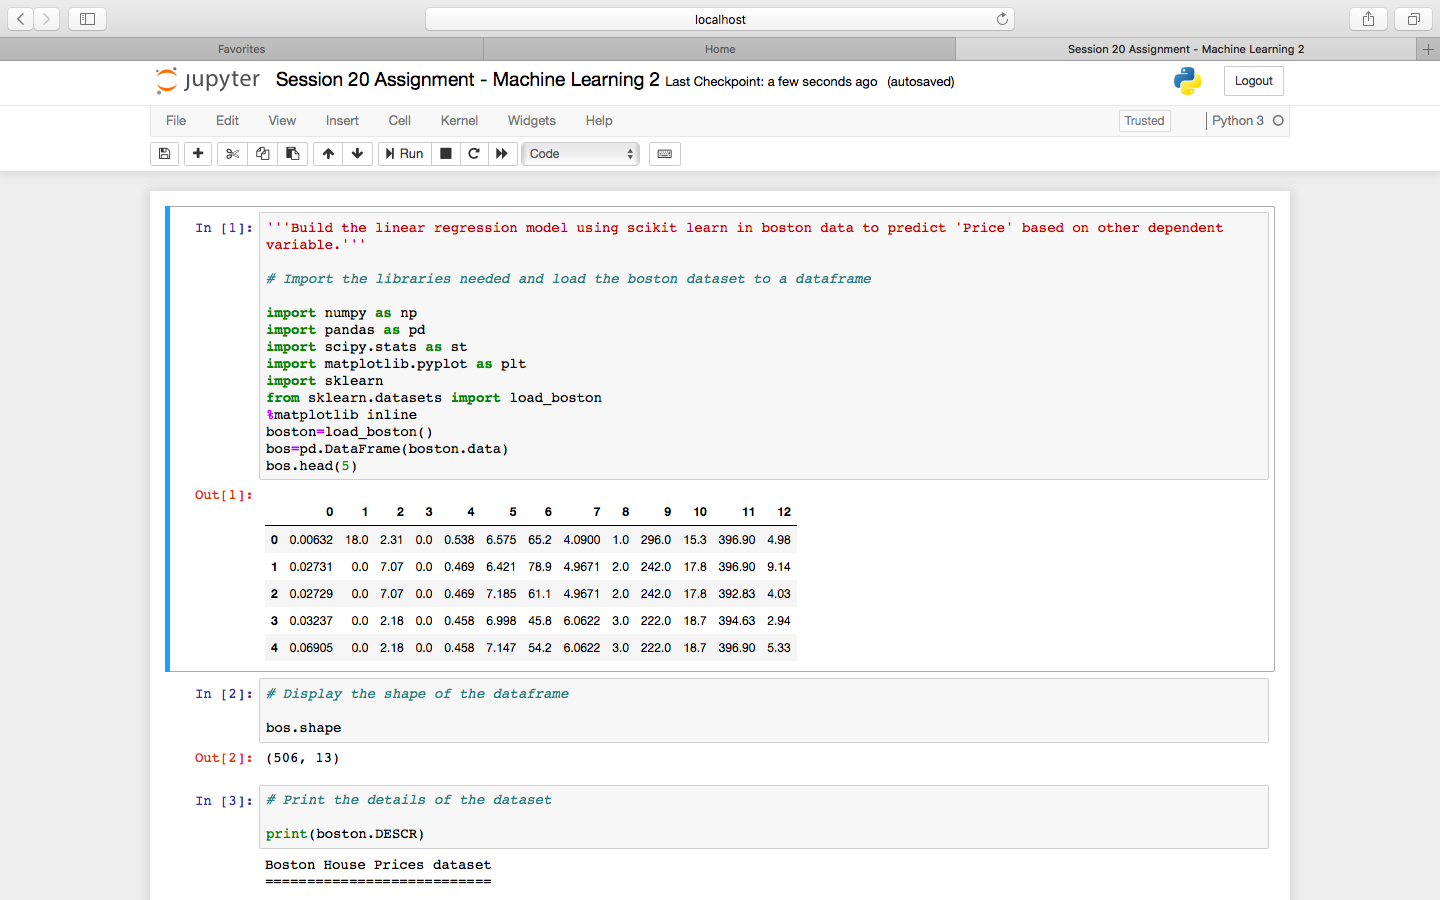 localhost
Favorites Home Session 20 Assignment - Machine Learning 2
jupyter Session 20 Assignment - Machine Learning 2 Last Checkpoint: a few seconds ago (autosaved) Logout
File Edit View Insert Cell Kernel Widgets Help Trusted Python 3
Run Code
In [1]: '''Build the linear regression model using scikit learn in boston data to predict 'Price' based on other dependent
variable.'''
# Import the libraries needed and load the boston dataset to a dataframe
import numpy as np
import pandas as pd
import scipy.stats as st
import matplotlib.pyplot as plt
import sklearn
from sklearn.datasets import load_boston
%matplotlib inline
boston=load_boston()
bos=pd.DataFrame(boston.data)
bos.head(5)
Out[1]:
0 1 2 3 4 5 6 7 8 9 10 11 12
0 0.00632 18.0 2.31 0.0 0.538 6.575 65.2 4.0900 1.0 296.0 15.3 396.90 4.98
1 0.02731 0.0 7.07 0.0 0.469 6.421 78.9 4.9671 2.0 242.0 17.8 396.90 9.14
2 0.02729 0.0 7.07 0.0 0.469 7.185 61.1 4.9671 2.0 242.0 17.8 392.83 4.03
3 0.03237 0.0 2.18 0.0 0.458 6.998 45.8 6.0622 3.0 222.0 18.7 394.63 2.94
4 0.06905 0.0 2.18 0.0 0.458 7.147 54.2 6.0622 3.0 222.0 18.7 396.90 5.33
In [2]: # Display the shape of the dataframe
bos.shape
Out[2]: (506, 13)
In [3]: # Print the details of the dataset
print(boston.DESCR)
Boston House Prices dataset
===========================